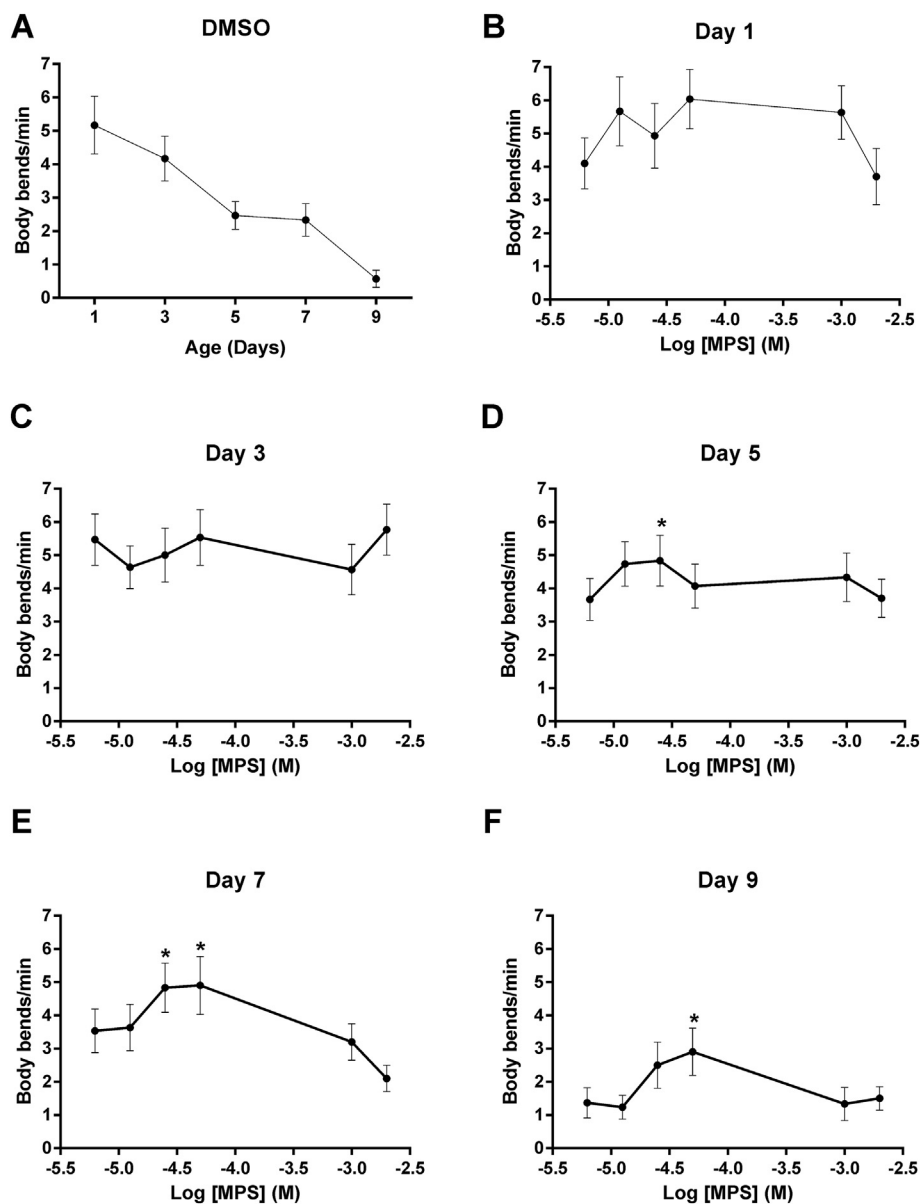 A
DMSO
7
6
5
4
3
2
1
0
Body bends/min
1 3 5 7 9
Age (Days)
B
Day 1
7
6
5
4
3
2
1
0
Body bends/min
-5.5 -5.0 -4.5 -4.0 -3.5 -3.0 -2.5
Log [MPS] (M)
C
Day 3
7
6
5
4
3
2
1
0
Body bends/min
-5.5 -5.0 -4.5 -4.0 -3.5 -3.0 -2.5
Log [MPS] (M)
D
Day 5
*
7
6
5
4
3
2
1
0
Body bends/min
-5.5 -5.0 -4.5 -4.0 -3.5 -3.0 -2.5
Log [MPS] (M)
E
Day 7
* *
7
6
5
4
3
2
1
0
Body bends/min
-5.5 -5.0 -4.5 -4.0 -3.5 -3.0 -2.5
Log [MPS] (M)
F
Day 9
*
7
6
5
4
3
2
1
0
Body bends/min
-5.5 -5.0 -4.5 -4.0 -3.5 -3.0 -2.5
Log [MPS] (M)